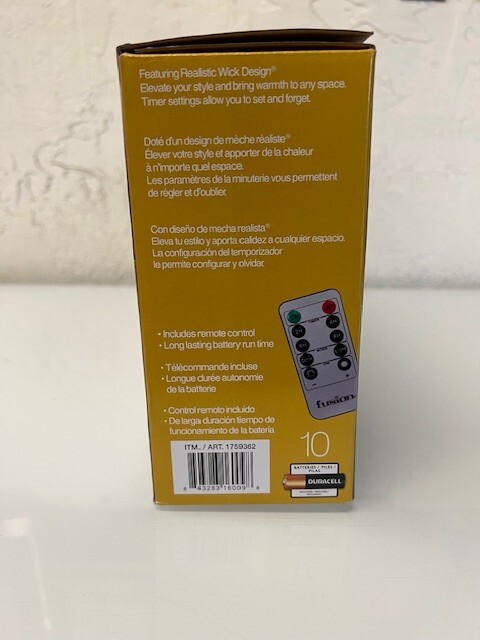 Featuring Realistic Wick Design®
Elevate your style and bring warmth to any space.
Timer settings allow you to set and forget.
Doté d'un design de mèche réaliste®
Élever votre style et apporter de la chaleur
à n'importe quel espace.
Les paramètres de la minuterie vous permettent
de régler et d'oublier.
Con diseño de mecha realista®
Eleva tu estilo y aporta calidez a cualquier espacio.
La configuración del temporizador
le permite configurar y olvidar.
• Includes remote control
• Long lasting battery run time
• Télécommande incluse
• Longue durée autonomie
de la batterie
• Control remoto incluido
• De larga duración tiempo de
funcionamiento de la bateria
fusion
ITM. / ART. 1759362
10
BATTERIES / PILES /
PILAS
DURACELL